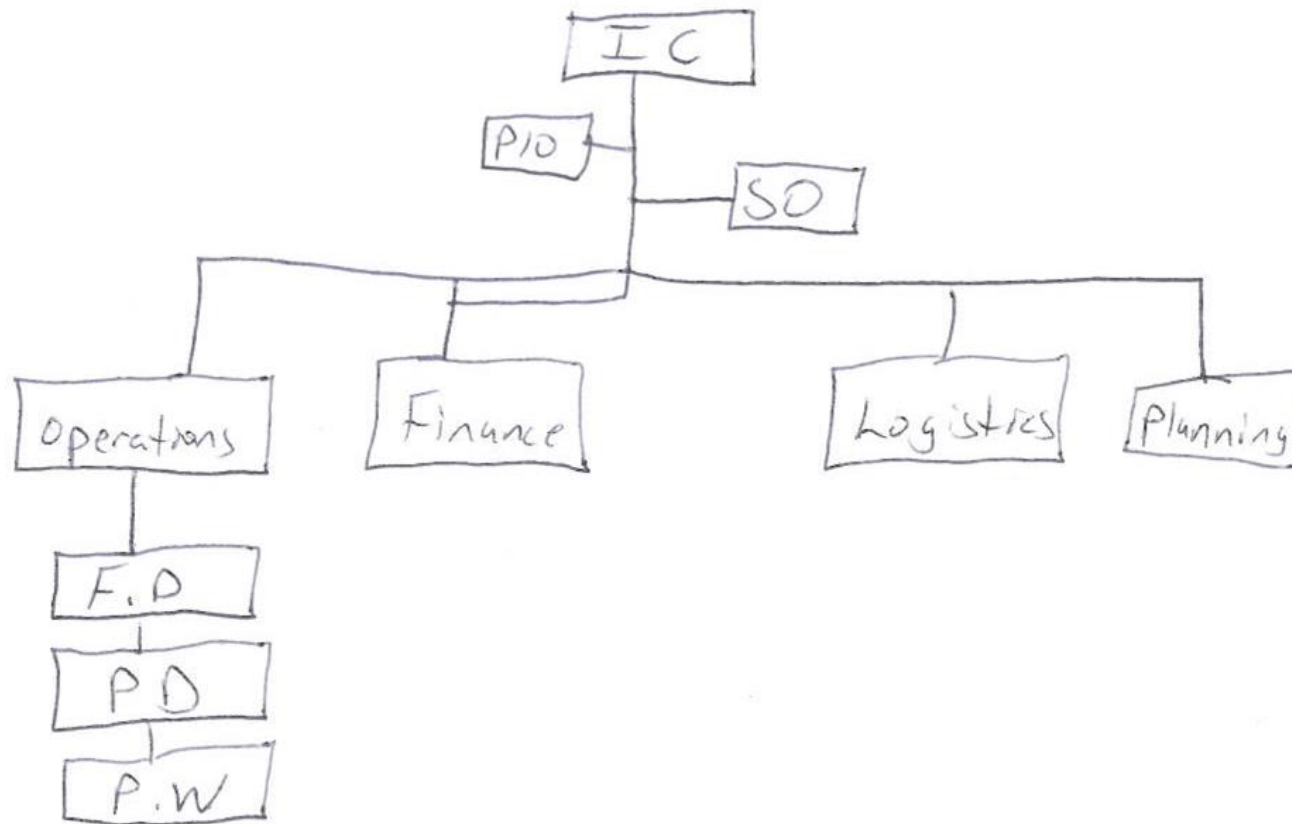 IC
PIO
SO
Operations
Finance
Logistics
Planning
F.D
PD
P.W